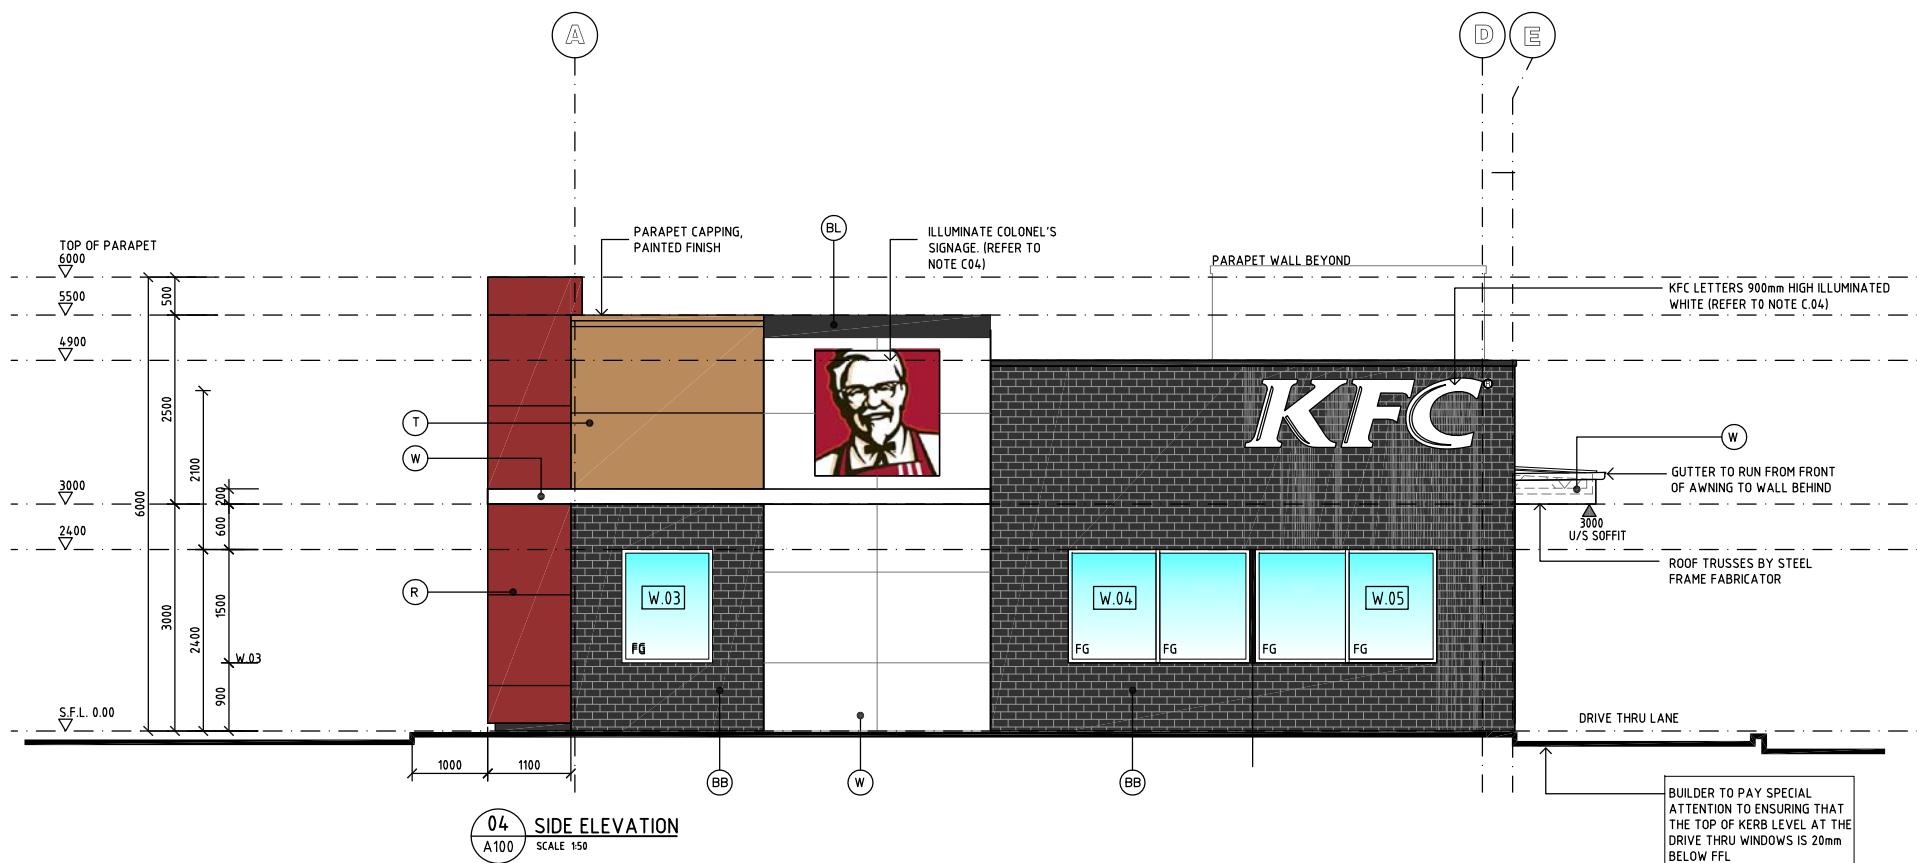 A
D
E
TOP OF PARAPET
6000
5500
4900
3000
2400
S.F.L. 0.00
6000
500
2500
3000
2100
2400
200
600
1500
900
W.03
1000
1100
PARAPET CAPPING,
PAINTED FINISH
BL
ILLUMINATE COLONEL'S
SIGNAGE. (REFER TO
NOTE C04)
PARAPET WALL BEYOND
KFC LETTERS 900mm HIGH ILLUMINATED
WHITE (REFER TO NOTE C.04)
KFC®
T
W
R
W
GUTTER TO RUN FROM FRONT
OF AWNING TO WALL BEHIND
3000
U/S SOFFIT
ROOF TRUSSES BY STEEL
FRAME FABRICATOR
W.03
FG
W.04
FG
FG
FG
W.05
FG
DRIVE THRU LANE
BB
W
BB
BUILDER TO PAY SPECIAL
ATTENTION TO ENSURING THAT
THE TOP OF KERB LEVEL AT THE
DRIVE THRU WINDOWS IS 20mm
BELOW FFL
04
A100
SIDE ELEVATION
SCALE 1:50